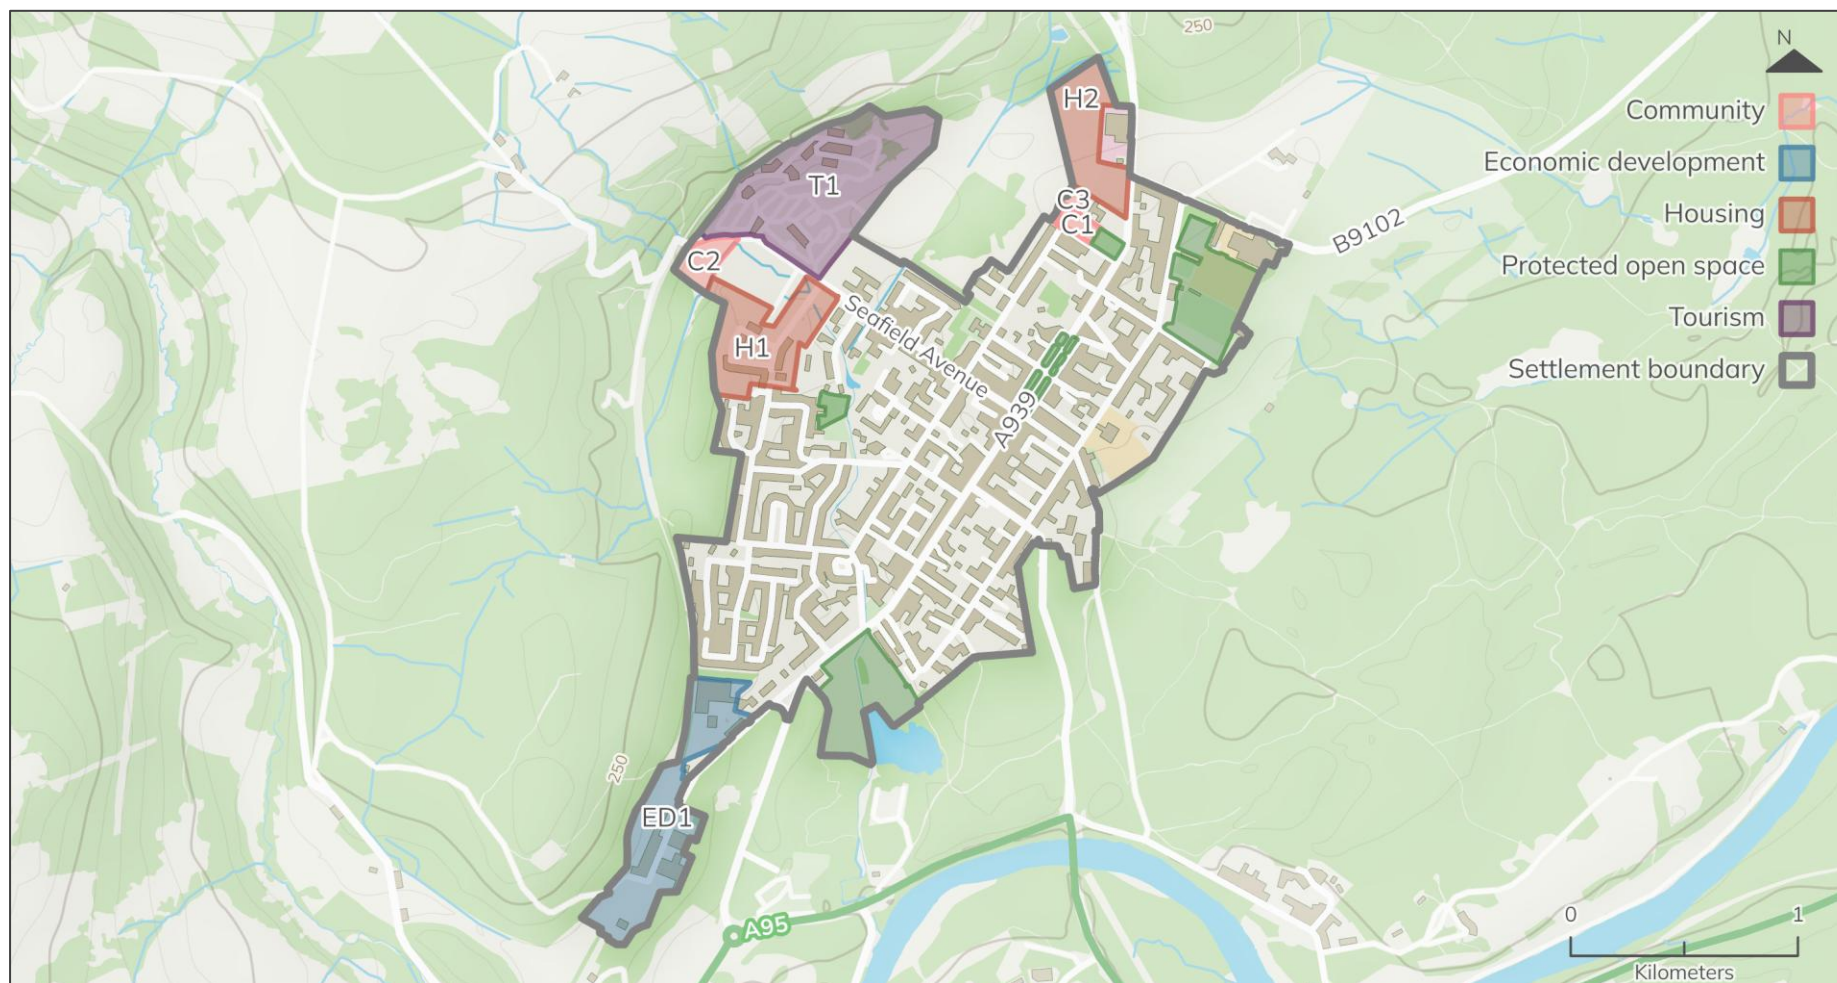 250
N
H2
Community
Economic development
T1
C3
Housing
C1
B9102
C2
Protected open space
Seafield Avenue
Tourism
H1
Settlement boundary
A939
250
ED1
A95
0 1
Kilometers